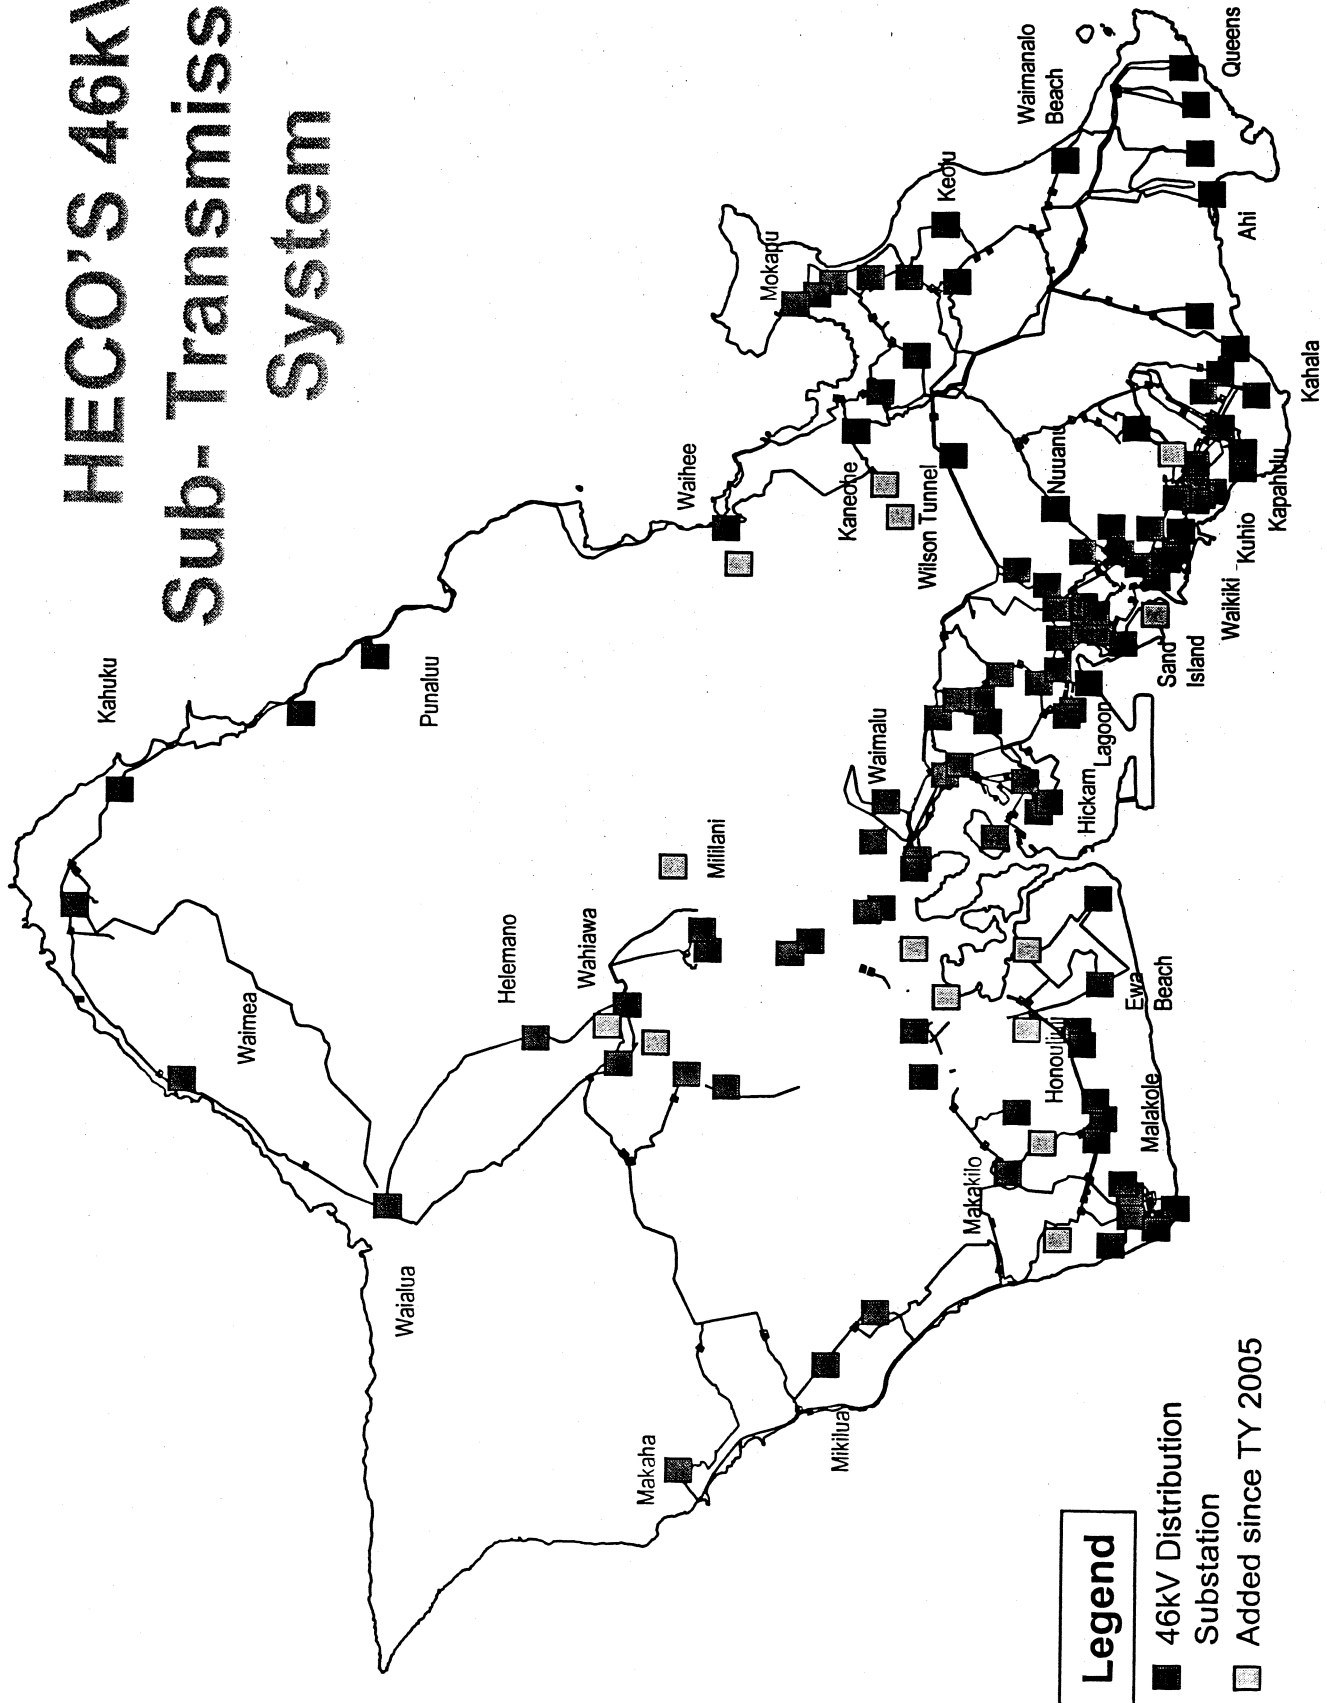 HECO'S 46kV
Sub- Transmiss
System
Kahuku
Waimea
Waialua
Punaluu
Helemano
Wahiawa
Makaha
Waihee
Mililani
Mokapu
Mikilua
Kaneohe
Waimalu
Wilson Tunnel
Keolu
Makakilo
Waimanalo
Beach
Honouliuli
Nuuanu
Hickam
Lagoon
Ewa
Beach
Malakole
Sand
Island
Waikiki
Kuhio
Kapahulu
Queens
Ahi
Kahala
Legend
46kV Distribution
Substation
Added since TY 2005